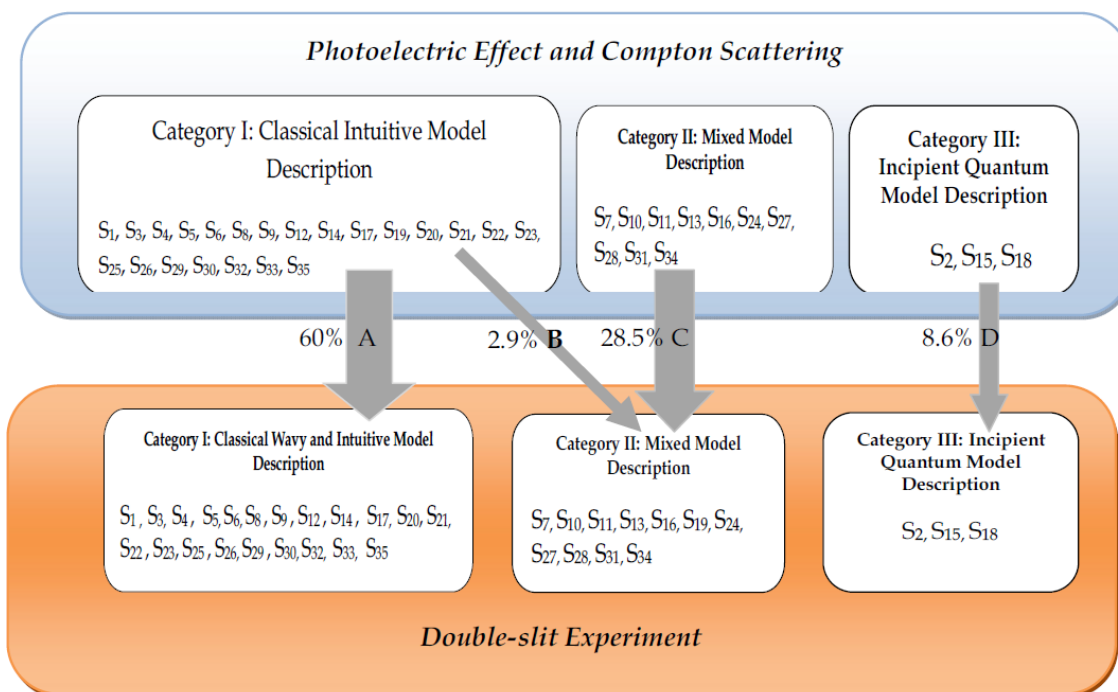 Photoelectric Effect and Compton Scattering
Category I: Classical Intuitive Model
Description
S₁, S₃, S₄, S₅, S₆, S₈, S₉, S₁₂, S₁₄, S₁₇, S₁₉, S₂₀, S₂₁, S₂₂, S₂₃,
S₂₅, S₂₆, S₂₉, S₃₀, S₃₂, S₃₃, S₃₅
Category II: Mixed Model
Description
S₇, S₁₀, S₁₁, S₁₃, S₁₆, S₂₄, S₂₇,
S₂₈, S₃₁, S₃₄
Category III:
Incipient Quantum
Model Description
S₂, S₁₅, S₁₈
60% A
2.9% B
28.5% C
8.6% D
Category I: Classical Wavy and Intuitive Model
Description
S₁ , S₃, S₄ , S₅, S₆, S₈ , S₉ , S₁₂ , S₁₄ , S₁₇, S₂₀, S₂₁,
S₂₂ , S₂₃, S₂₅ , S₂₆, S₂₉ , S₃₀, S₃₂, S₃₃, S₃₅
Category II: Mixed Model
Description
S₇, S₁₀, S₁₁, S₁₃, S₁₆, S₁₉, S₂₄,
S₂₇, S₂₈, S₃₁, S₃₄
Category III: Incipient
Quantum Model
Description
S₂, S₁₅, S₁₈
Double-slit Experiment